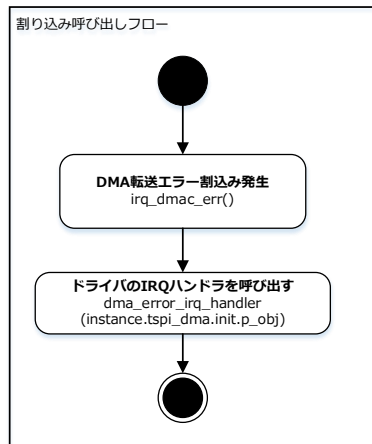 割り込み呼び出しフロー
DMA転送エラー割込み発生
irq_dmac_err()
ドライバのIRQハンドラを呼び出す
dma_error_irq_handler
(instance.tspi_dma.init.p_obj)